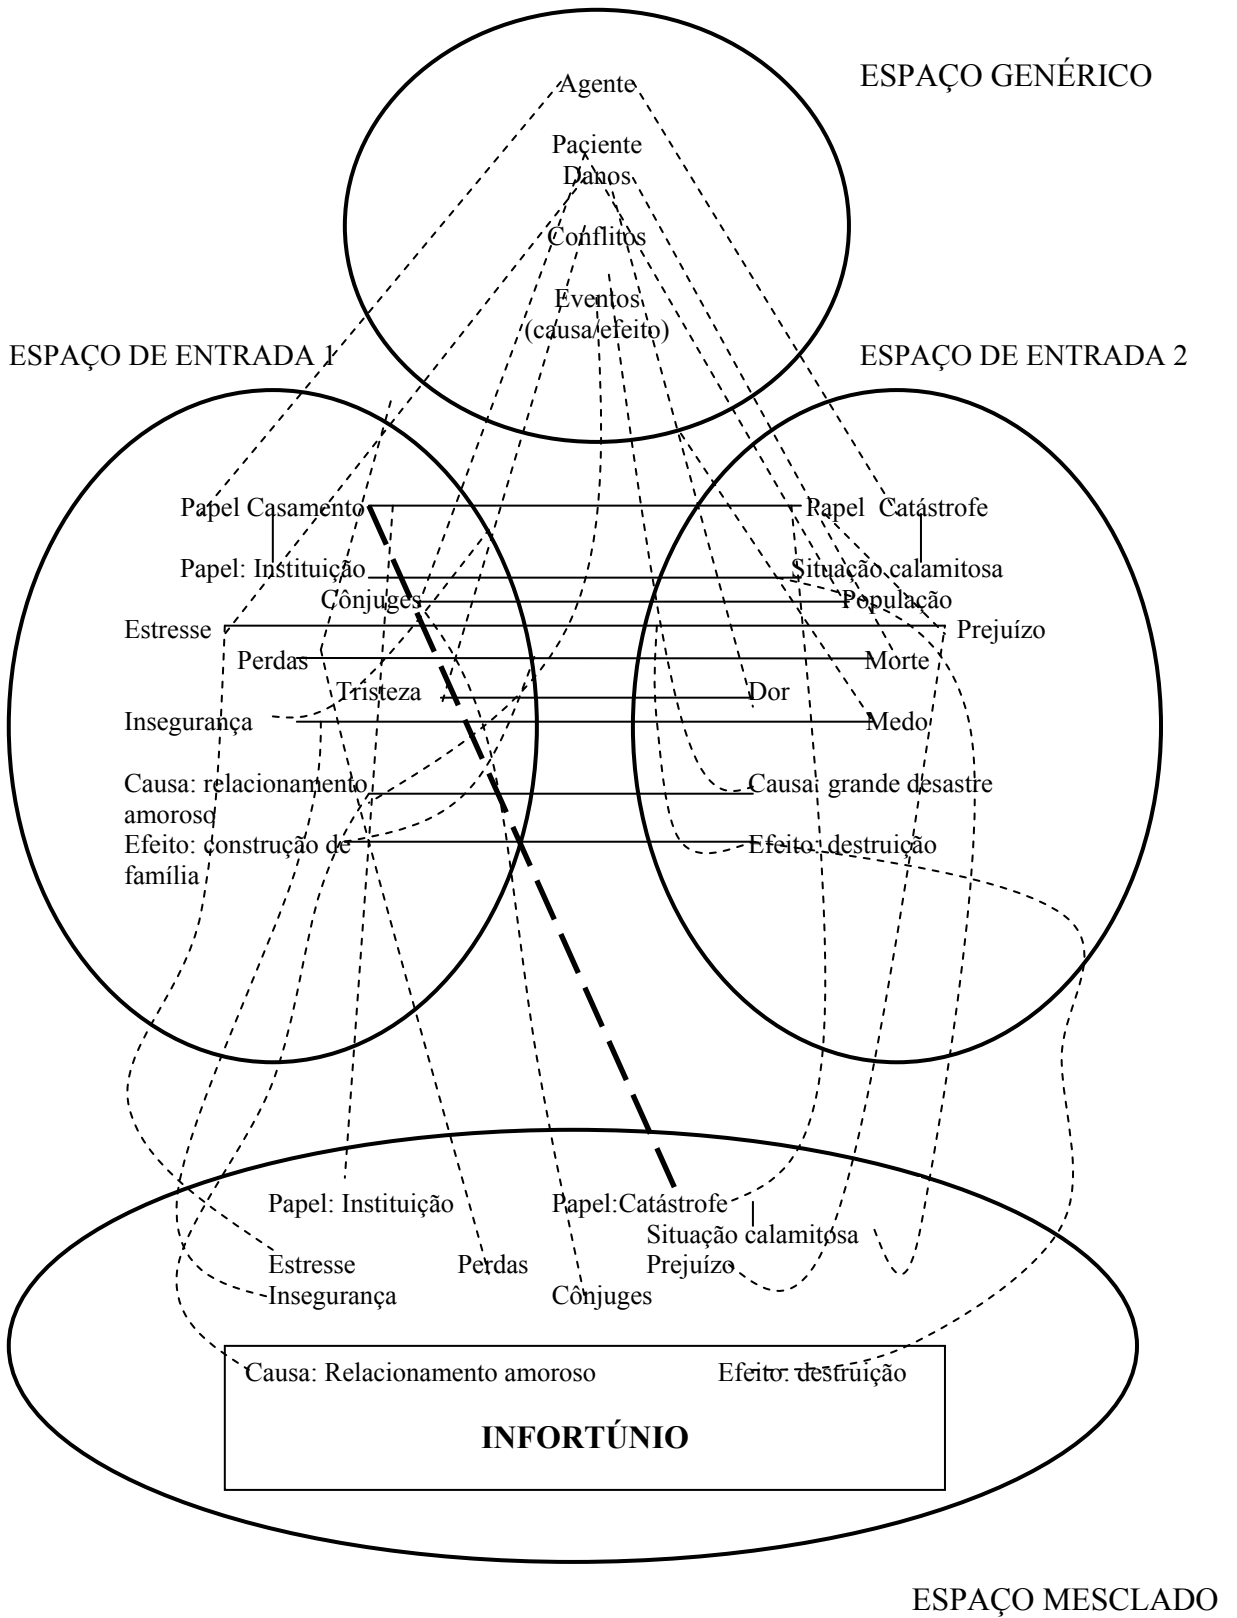 ESPAÇO GENÉRICO
Agente
Paciente
Danos
Conflitos
Eventos
(causa/efeito)
ESPAÇO DE ENTRADA 1
ESPAÇO DE ENTRADA 2
Papel Casamento
Papel Catástrofe
Papel: Instituição
Situação calamitosa
Cônjuges
População
Estresse
Prejuízo
Perdas
Morte
Tristeza
Dor
Insegurança
Medo
Causa: relacionamento
amoroso
Causa: grande desastre
Efeito: construção de
família
Efeito: destruição
Papel: Instituição
Papel:Catástrofe
Situação calamitosa
Estresse
Perdas
Prejuízo
Insegurança
Cônjuges
Causa: Relacionamento amoroso
Efeito: destruição
INFORTÚNIO
ESPAÇO MESCLADO